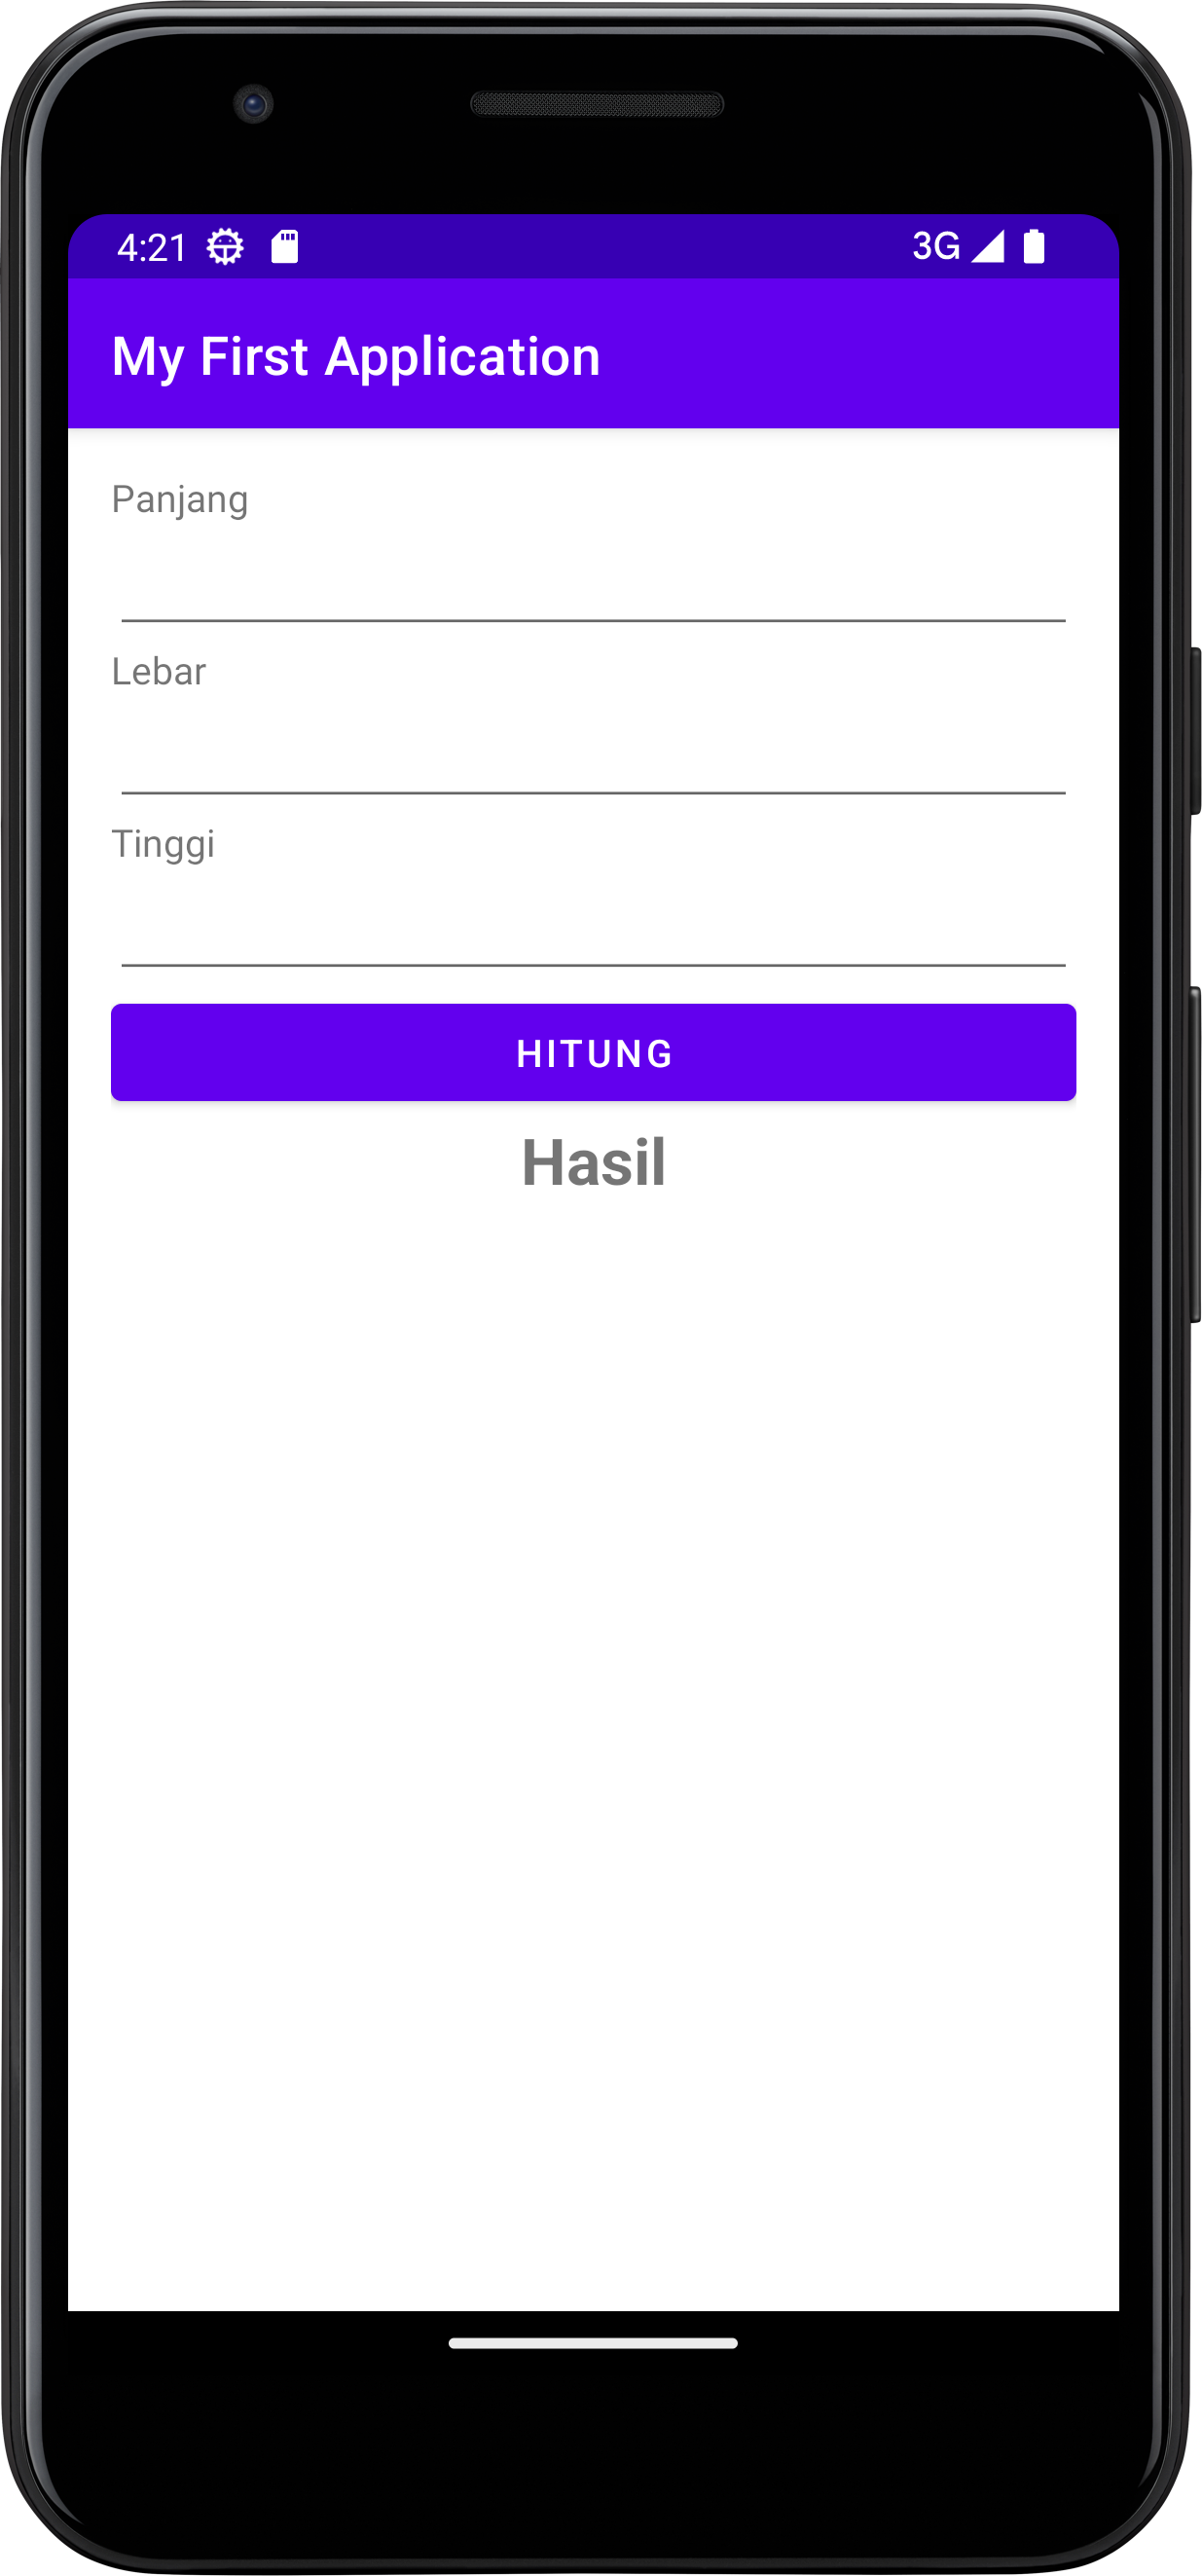 4:21 3G
My First Application
Panjang
Lebar
Tinggi
HITUNG
Hasil